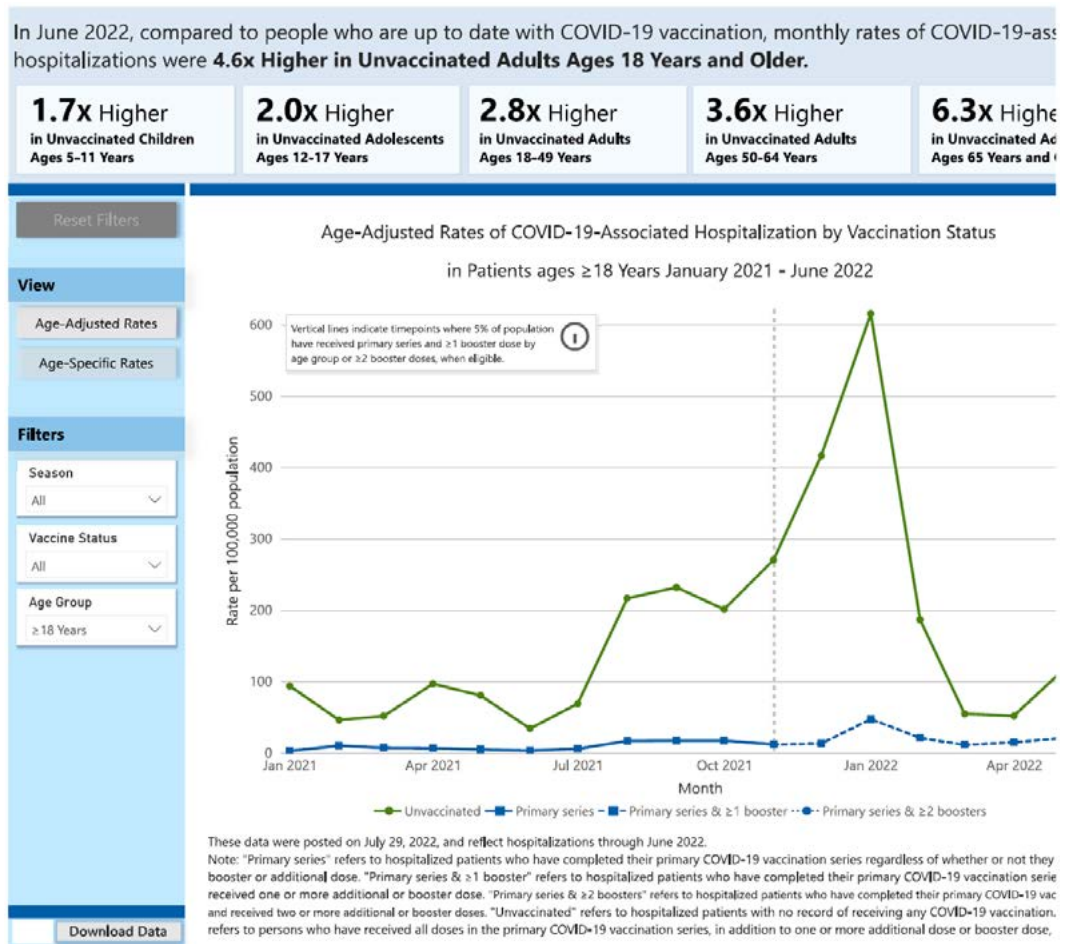 In June 2022, compared to people who are up to date with COVID-19 vaccination, monthly rates of COVID-19-ass
hospitalizations were 4.6x Higher in Unvaccinated Adults Ages 18 Years and Older.
1.7x Higher
in Unvaccinated Children
Ages 5-11 Years
2.0x Higher
in Unvaccinated Adolescents
Ages 12-17 Years
2.8x Higher
in Unvaccinated Adults
Ages 18-49 Years
3.6x Higher
in Unvaccinated Adults
Ages 50-64 Years
6.3x Highe
in Unvaccinated Ad
Ages 65 Years and
Reset Filters
View
Age-Adjusted Rates
Age-Specific Rates
Filters
Season
All
Vaccine Status
All
Age Group
≥18 Years
Download Data
Age-Adjusted Rates of COVID-19-Associated Hospitalization by Vaccination Status
in Patients ages ≥18 Years January 2021 - June 2022
Vertical lines indicate timepoints where 5% of population
have received primary series and ≥1 booster dose by
age group or ≥2 booster doses, when eligible.
Rate per 100,000 population
600
500
400
300
200
100
0
Jan 2021 Apr 2021 Jul 2021 Oct 2021 Jan 2022 Apr 2022
Month
Unvaccinated Primary series Primary series & ≥1 booster Primary series & ≥2 boosters
These data were posted on July 29, 2022, and reflect hospitalizations through June 2022.
Note: "Primary series" refers to hospitalized patients who have completed their primary COVID-19 vaccination series regardless of whether or not they
booster or additional dose. "Primary series & ≥1 booster" refers to hospitalized patients who have completed their primary COVID-19 vaccination serie
received one or more additional or booster dose. "Primary series & ≥2 boosters" refers to hospitalized patients who have completed their primary COVID-19 vac
and received two or more additional or booster doses. "Unvaccinated" refers to hospitalized patients with no record of receiving any COVID-19 vaccination.
refers to persons who have received all doses in the primary COVID-19 vaccination series, in addition to one or more additional dose or booster dose,